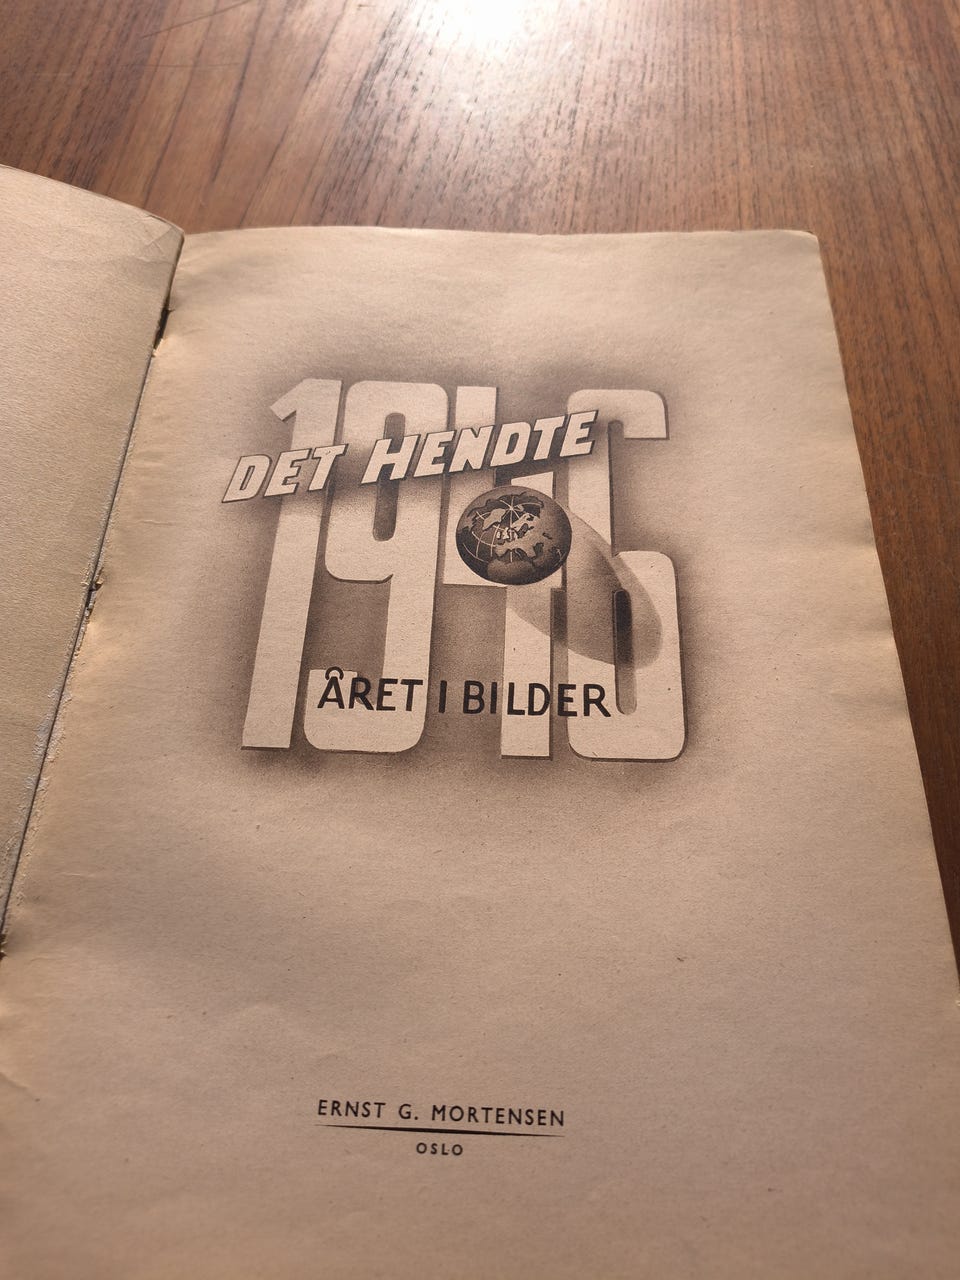 DET HENDTE
1946
ÅRET I BILDER
ERNST G. MORTENSEN
OSLO